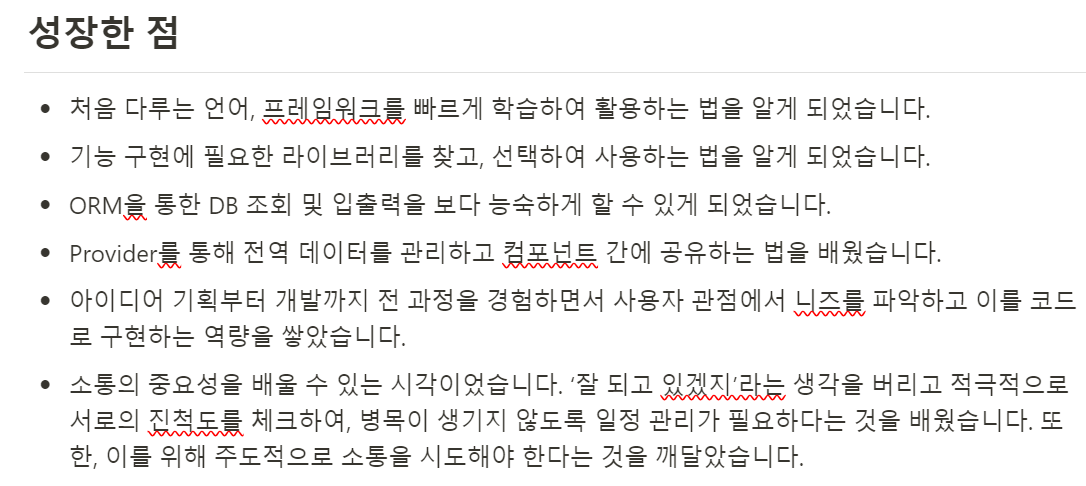 성장한 점
• 처음 다루는 언어, 프레임워크를 빠르게 학습하여 활용하는 법을 알게 되었습니다.
• 기능 구현에 필요한 라이브러리를 찾고, 선택하여 사용하는 법을 알게 되었습니다.
• ORM을 통한 DB 조회 및 입출력을 보다 능숙하게 할 수 있게 되었습니다.
• Provider를 통해 전역 데이터를 관리하고 컴포넌트 간에 공유하는 법을 배웠습니다.
• 아이디어 기획부터 개발까지 전 과정을 경험하면서 사용자 관점에서 니즈를 파악하고 이를 코드
로 구현하는 역량을 쌓았습니다.
• 소통의 중요성을 배울 수 있는 시각이었습니다. ‘잘 되고 있겠지’라는 생각을 버리고 적극적으로
서로의 진척도를 체크하여, 병목이 생기지 않도록 일정 관리가 필요하다는 것을 배웠습니다. 또
한, 이를 위해 주도적으로 소통을 시도해야 한다는 것을 깨달았습니다.